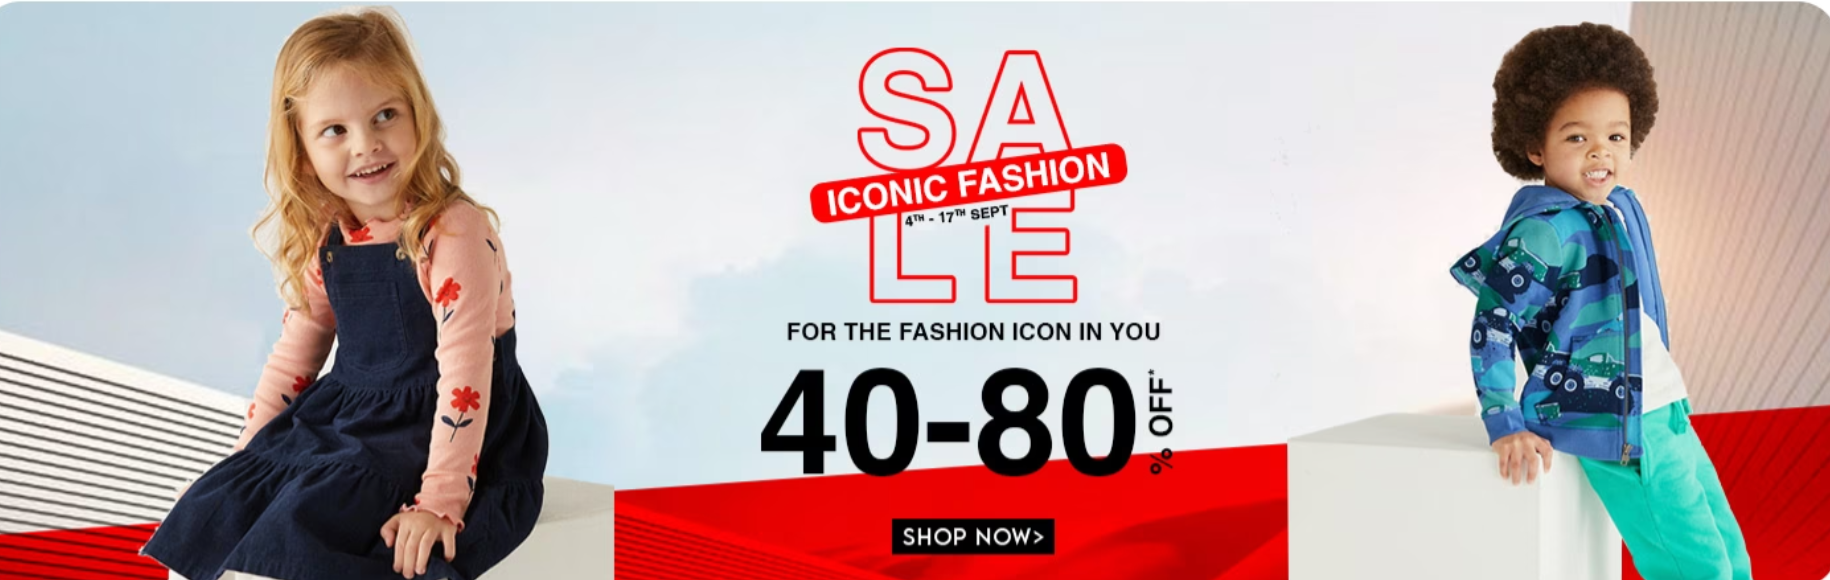 SA
ICONIC FASHION
4TH - 17TH SEPT
LE
FOR THE FASHION ICON IN YOU
40-80% OFF*
SHOP NOW>